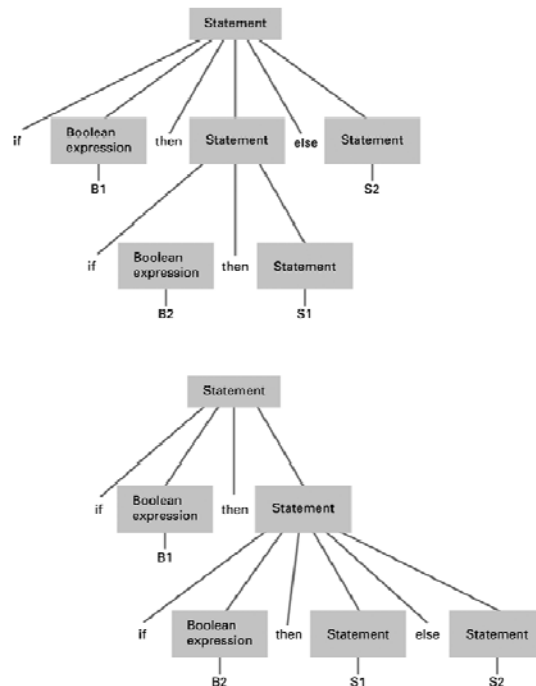 Statement
if
Boolean
expression
then
Statement
else
Statement
B1
S2
if
Boolean
expression
then
Statement
B2
S1
Statement
if
Boolean
expression
then
Statement
B1
if
Boolean
expression
then
Statement
else
Statement
B2
S1
S2